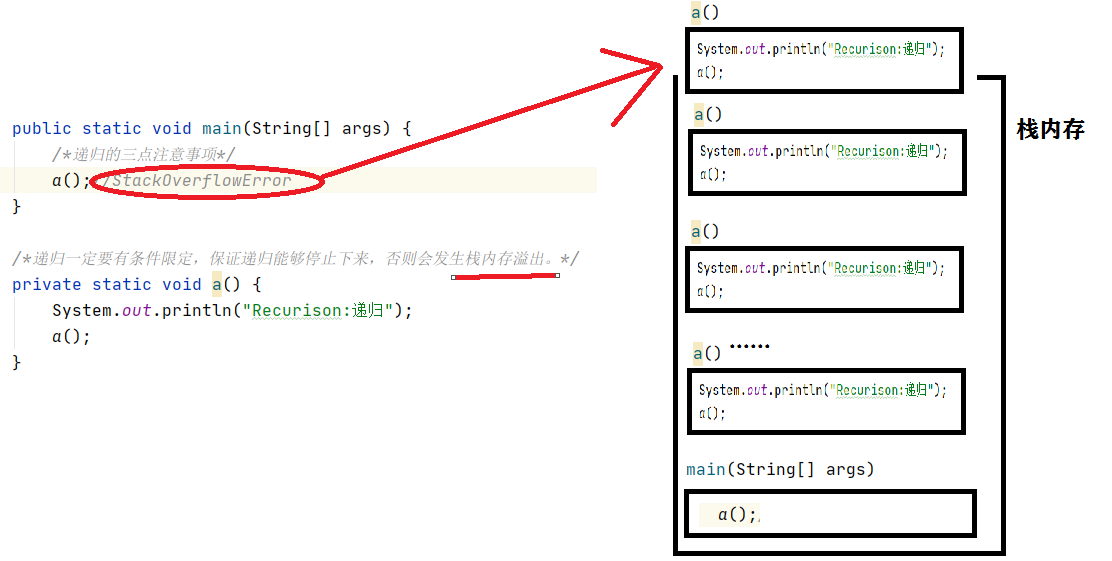 public static void main(String[] args) {
/*递归的三点注意事项*/
a(); /StackOverflowError
}
/*递归一定要有条件限定，保证递归能够停止下来，否则会发生栈内存溢出。*/
private static void a() {
System.out.println("Recurison:递归");
a();
}
a()
System.out.println("Recurison:递归");
a();
a()
System.out.println("Recurison:递归");
a();
a()
System.out.println("Recurison:递归");
a();
a() ······
System.out.println("Recurison:递归");
a();
main(String[] args)
a();
栈内存